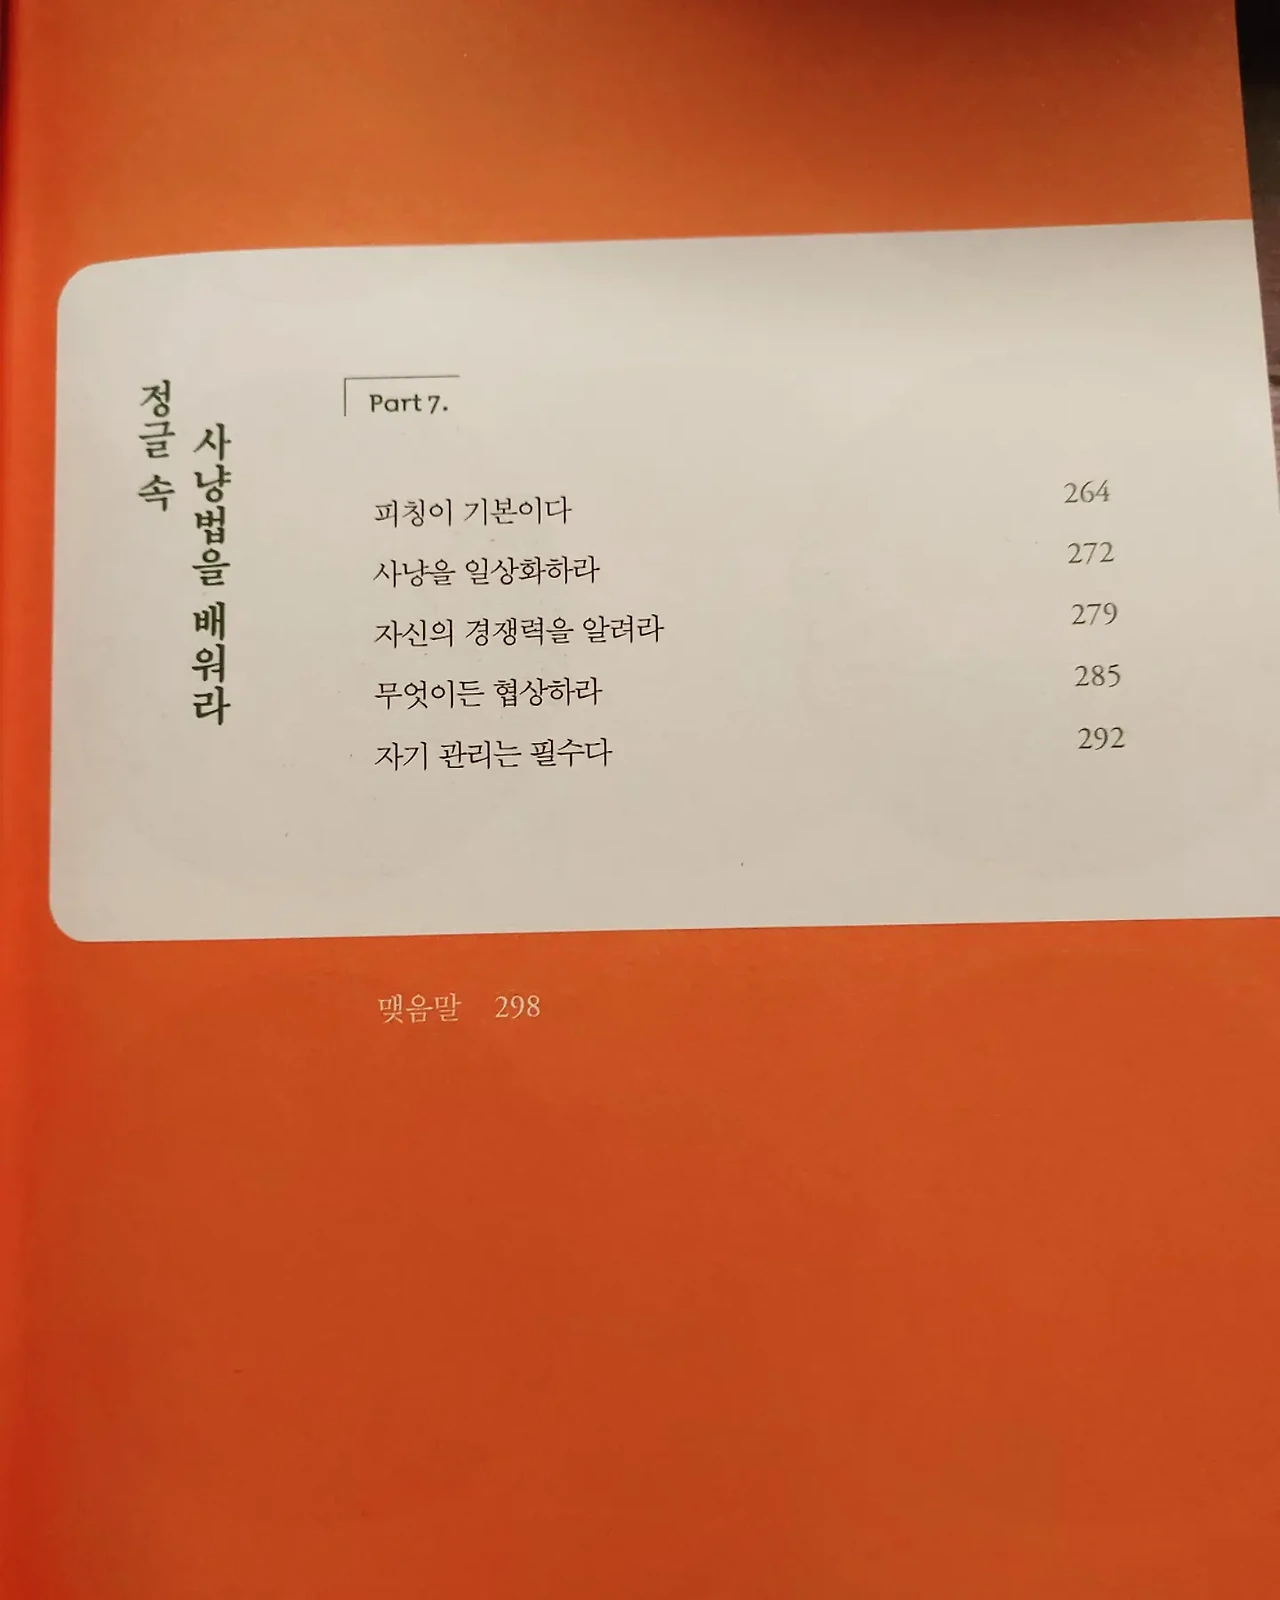 정글 속
사냥법을 배워라
Part 7.
피칭이 기본이다 264
사냥을 일상화하라 272
자신의 경쟁력을 알려라 279
무엇이든 협상하라 285
자기 관리는 필수다 292
맺음말 298